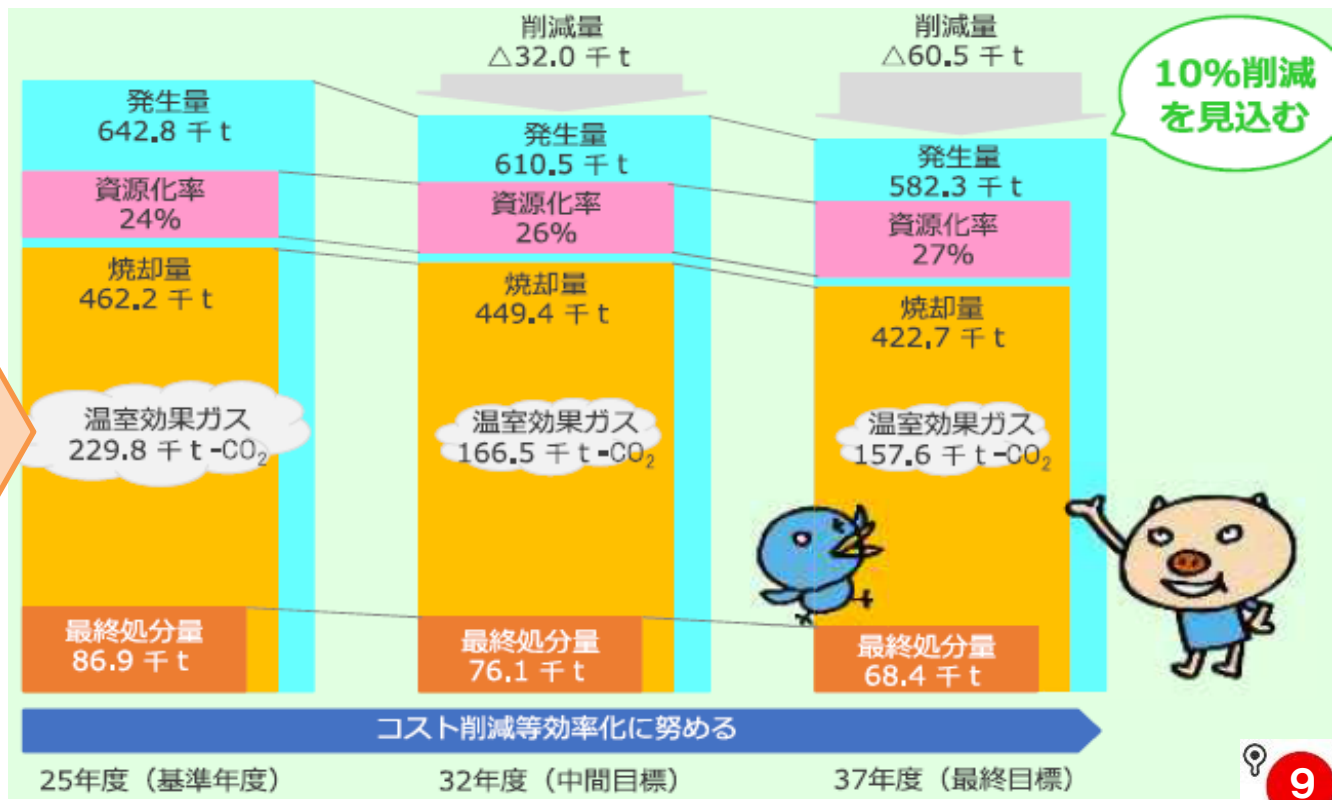 削減量
△32.0 千 t
削減量
△60.5 千 t
10%削減
を見込む
発生量
642.8 千 t
資源化率
24%
焼却量
462.2 千 t
温室効果ガス
229.8 千 t-CO₂
最終処分量
86.9 千 t
発生量
610.5 千 t
資源化率
26%
焼却量
449.4 千 t
温室効果ガス
166.5 千 t-CO₂
最終処分量
76.1 千 t
発生量
582.3 千 t
資源化率
27%
焼却量
422.7 千 t
温室効果ガス
157.6 千 t-CO₂
最終処分量
68.4 千 t
コスト削減等効率化に努める
25年度（基準年度）
32年度（中間目標）
37年度（最終目標）
9